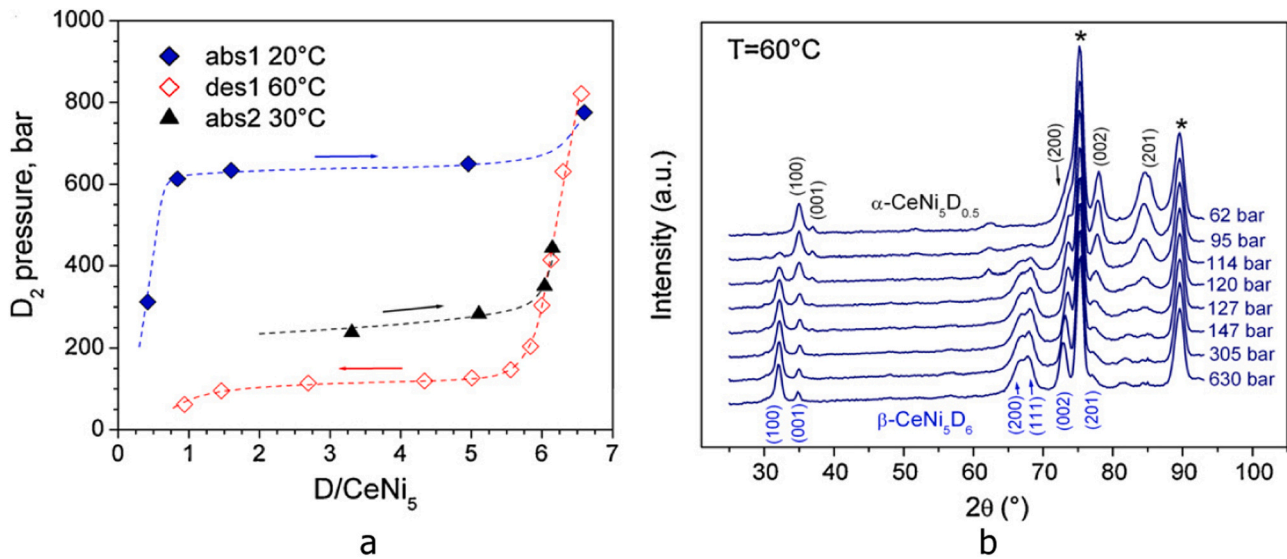 1000
800
600
400
200
0
D₂ pressure, bar
abs1 20°C
des1 60°C
abs2 30°C
0 1 2 3 4 5 6 7
D/CeNi₅
a
T=60°C
Intensity (a.u.)
*
*
(100)
(001)
(200)
(002)
(201)
α-CeNi₅D₀.₅
62 bar
95 bar
114 bar
120 bar
127 bar
147 bar
305 bar
630 bar
(100)
(001)
β-CeNi₅D₆
(200)
(111)
(002)
(201)
30 40 50 60 70 80 90 100
2θ (°)
b